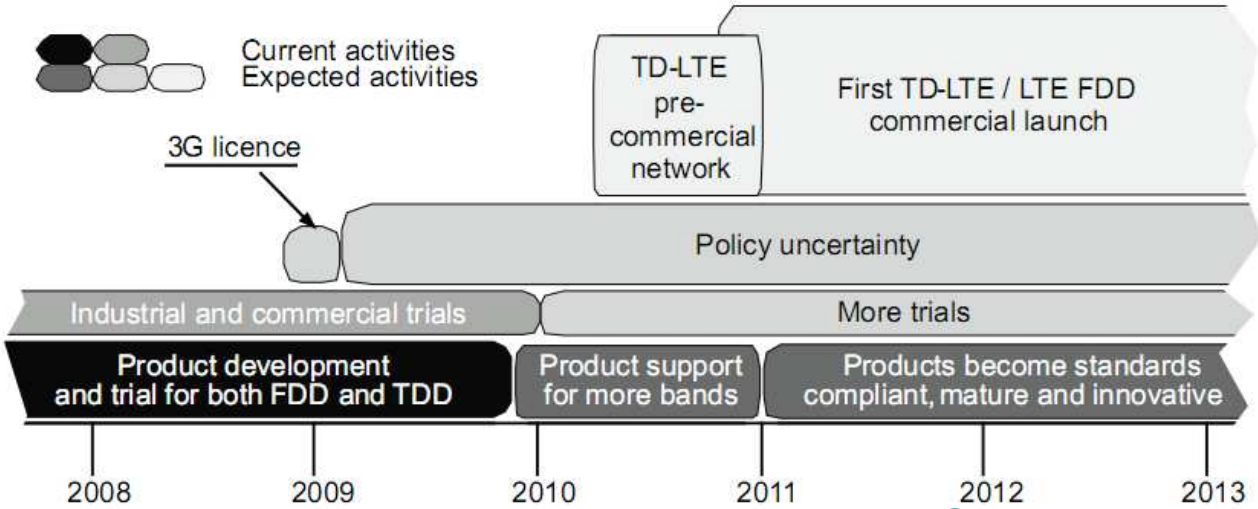 Current activities
Expected activities
3G licence
TD-LTE
pre-
commercial
network
First TD-LTE / LTE FDD
commercial launch
Policy uncertainty
Industrial and commercial trials
More trials
Product development
and trial for both FDD and TDD
Product support
for more bands
Products become standards
compliant, mature and innovative
2008
2009
2010
2011
2012
2013